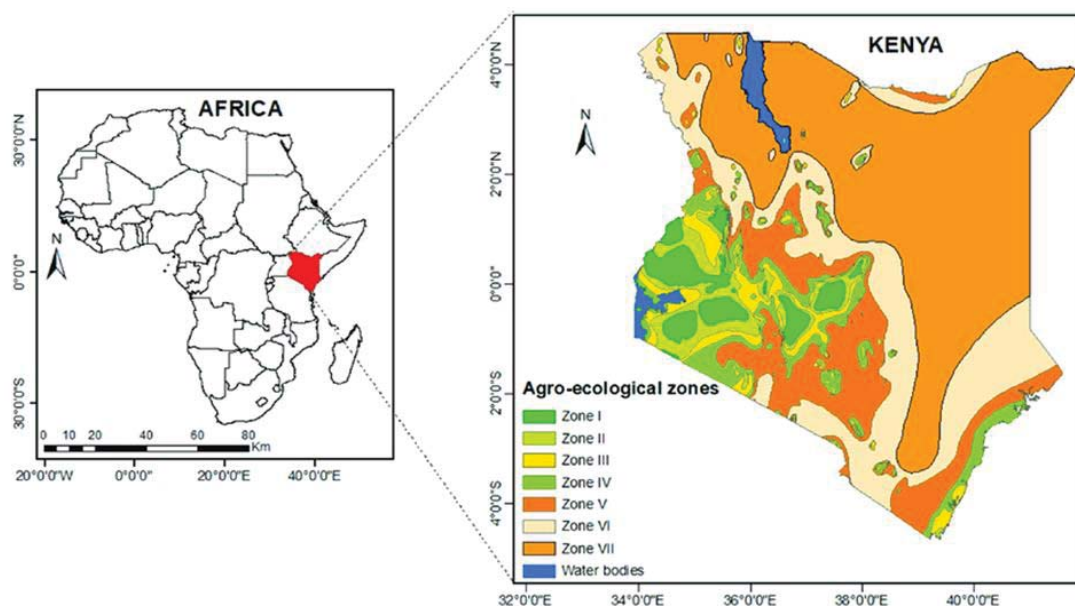 AFRICA
N
30°0'0"N
0°0'0"
30°0'0"S
0 10 20 40 60 80
Km
20°0'0"W 0°0'0" 20°0'0"E 40°0'0"E
KENYA
N
4°0'0"N
2°0'0"N
0°0'0"
2°0'0"S
4°0'0"S
Agro-ecological zones
Zone I
Zone II
Zone III
Zone IV
Zone V
Zone VI
Zone VII
Water bodies
32°0'0"E 34°0'0"E 36°0'0"E 38°0'0"E 40°0'0"E